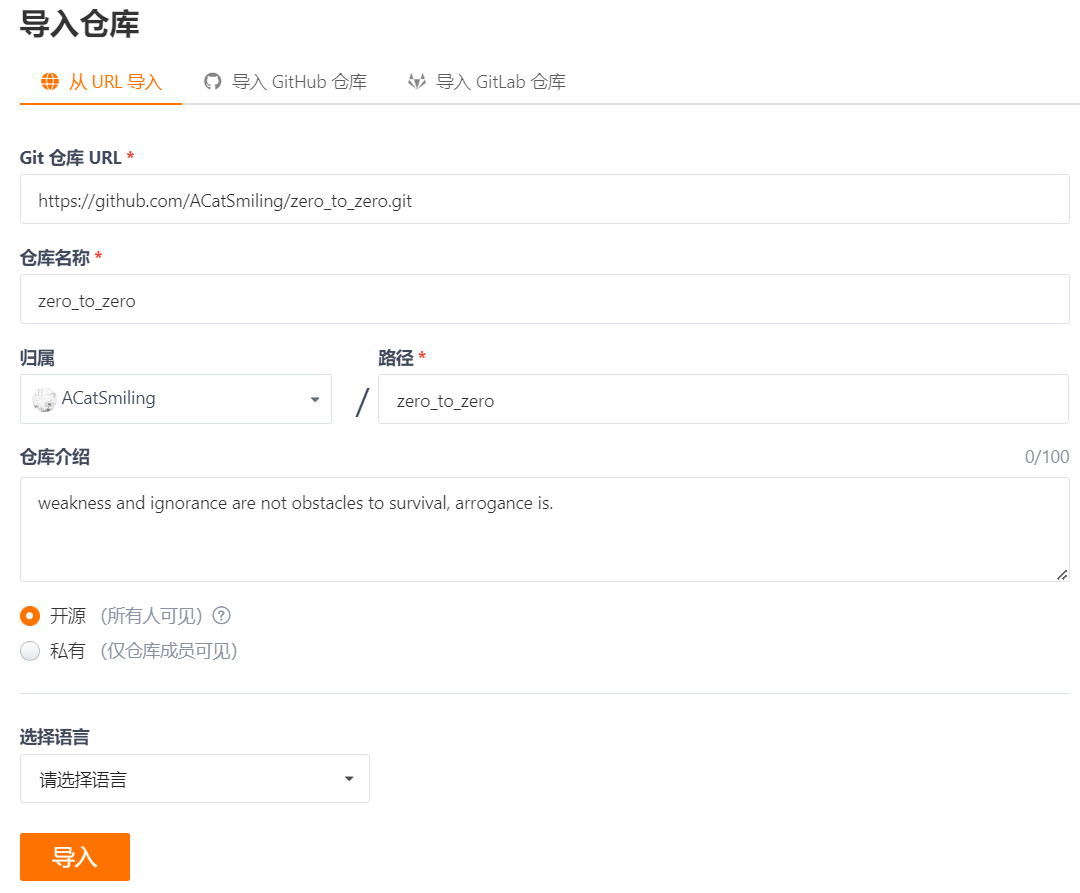 导入仓库
从 URL 导入 导入 GitHub 仓库 导入 GitLab 仓库
Git 仓库 URL *
https://github.com/ACatSmiling/zero_to_zero.git
仓库名称 *
zero_to_zero
归属 路径 *
ACatSmiling / zero_to_zero
仓库介绍 0/100
weakness and ignorance are not obstacles to survival, arrogance is.
开源 (所有人可见) ?
私有 (仅仓库成员可见)
选择语言
请选择语言
导入